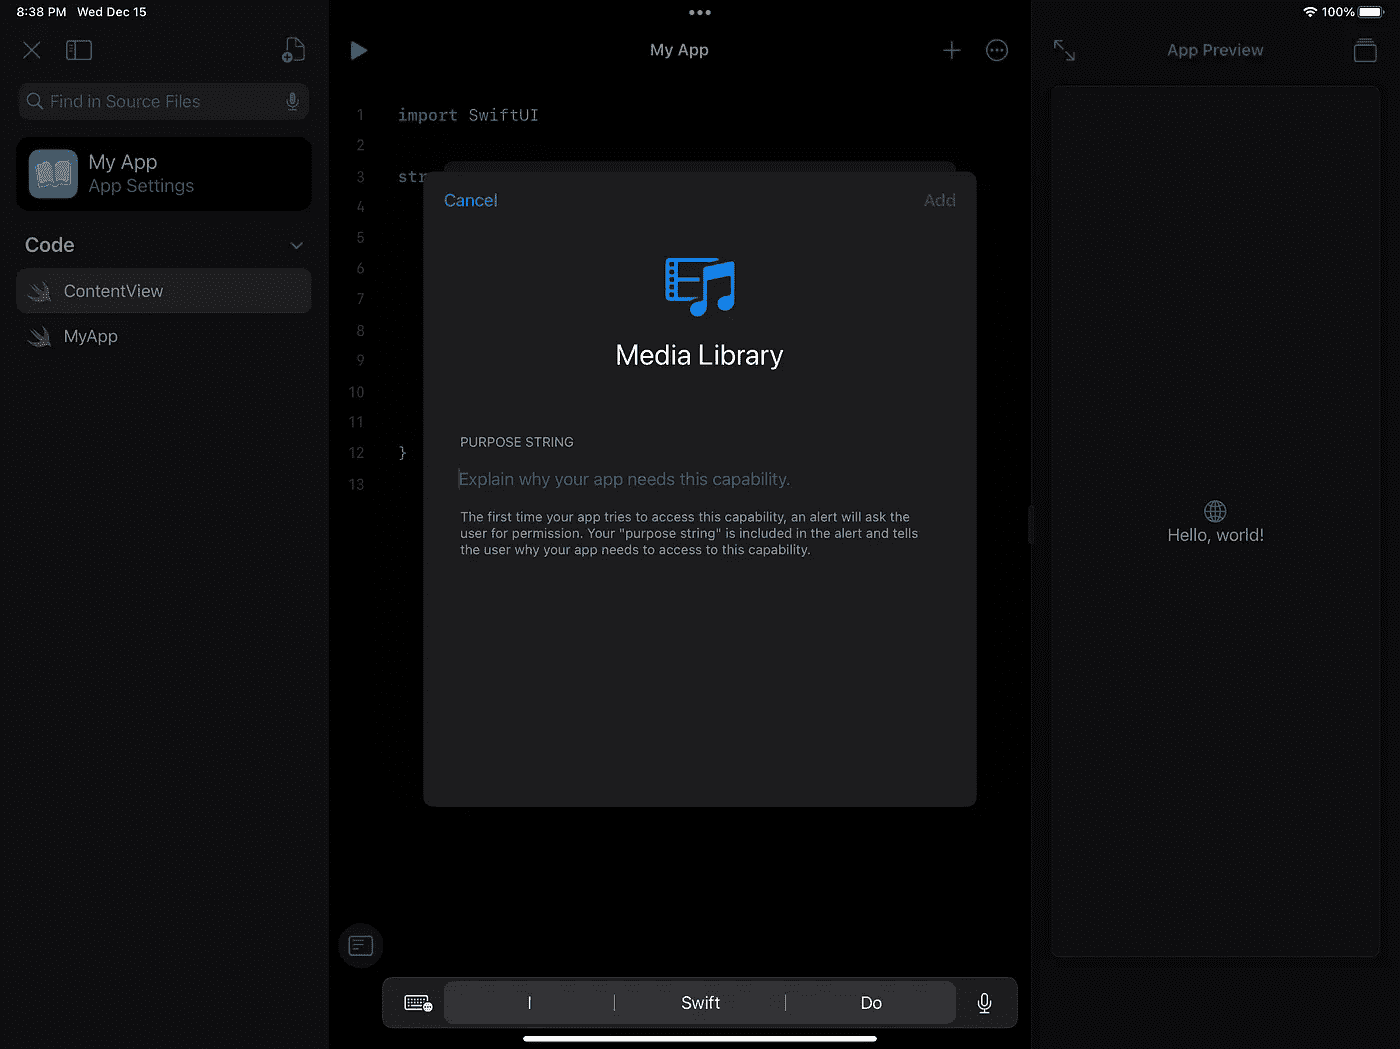 8:38 PM Wed Dec 15
100%
Find in Source Files
My App
App Settings
Code
ContentView
MyApp
My App
1 import SwiftUI
2
3 str
4
5
6
7
8
9
10
11
12 }
13
Cancel
Add
Media Library
PURPOSE STRING
Explain why your app needs this capability.
The first time your app tries to access this capability, an alert will ask the
user for permission. Your "purpose string" is included in the alert and tells
the user why your app needs to access to this capability.
I
Swift
Do
App Preview
Hello, world!